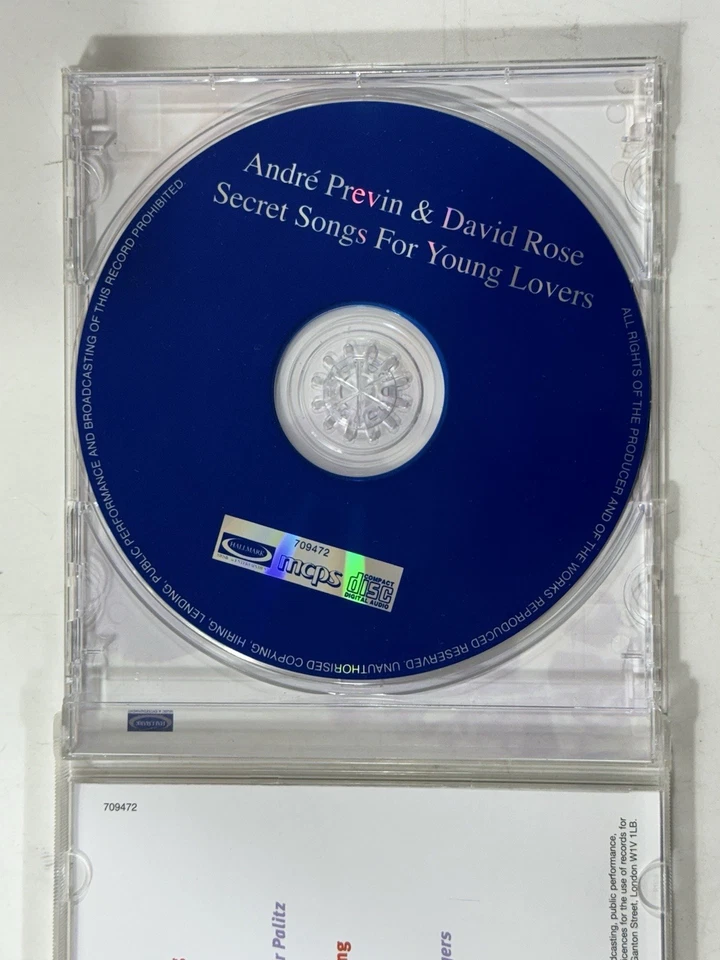 André Previn & David Rose
Secret Songs For Young Lovers
ALL RIGHTS OF THE PRODUCER AND OF THE WORKS REPRODUCED RESERVED. UNAUTHORISED COPYING, HIRING, LENDING, PUBLIC PERFORMANCE AND BROADCASTING OF THIS RECORD PROHIBITED.
HALLMARK
709472
mcps
COMPACT
disc
DIGITAL AUDIO
HALLMARK
709472
Palitz
dcasting, public performance,
licences for the use of records for
Ganton Street, London W1V 1LB.